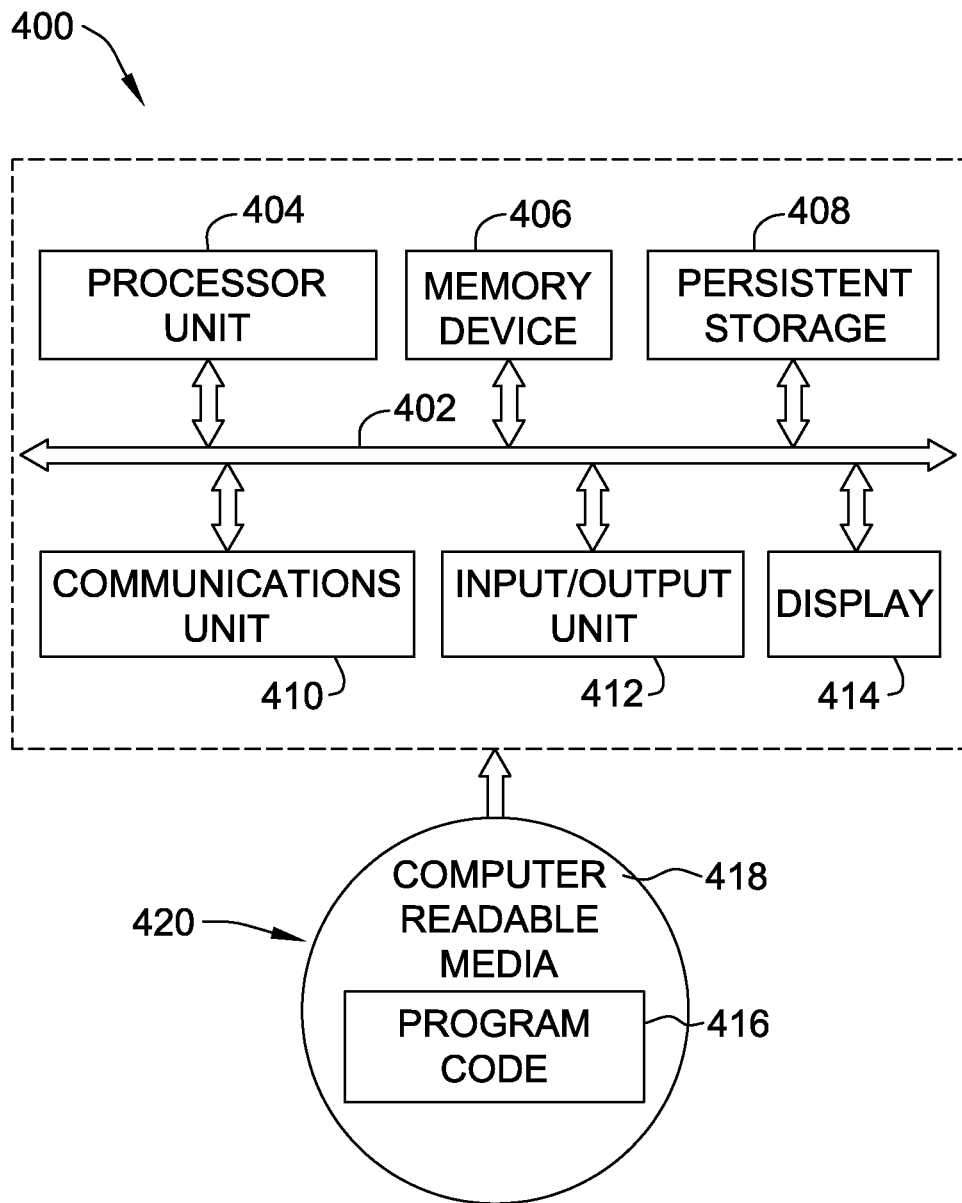 400
404
PROCESSOR
UNIT
406
MEMORY
DEVICE
408
PERSISTENT
STORAGE
402
COMMUNICATIONS
UNIT
410
INPUT/OUTPUT
UNIT
412
DISPLAY
414
COMPUTER
READABLE
MEDIA
418
420
PROGRAM
CODE
416